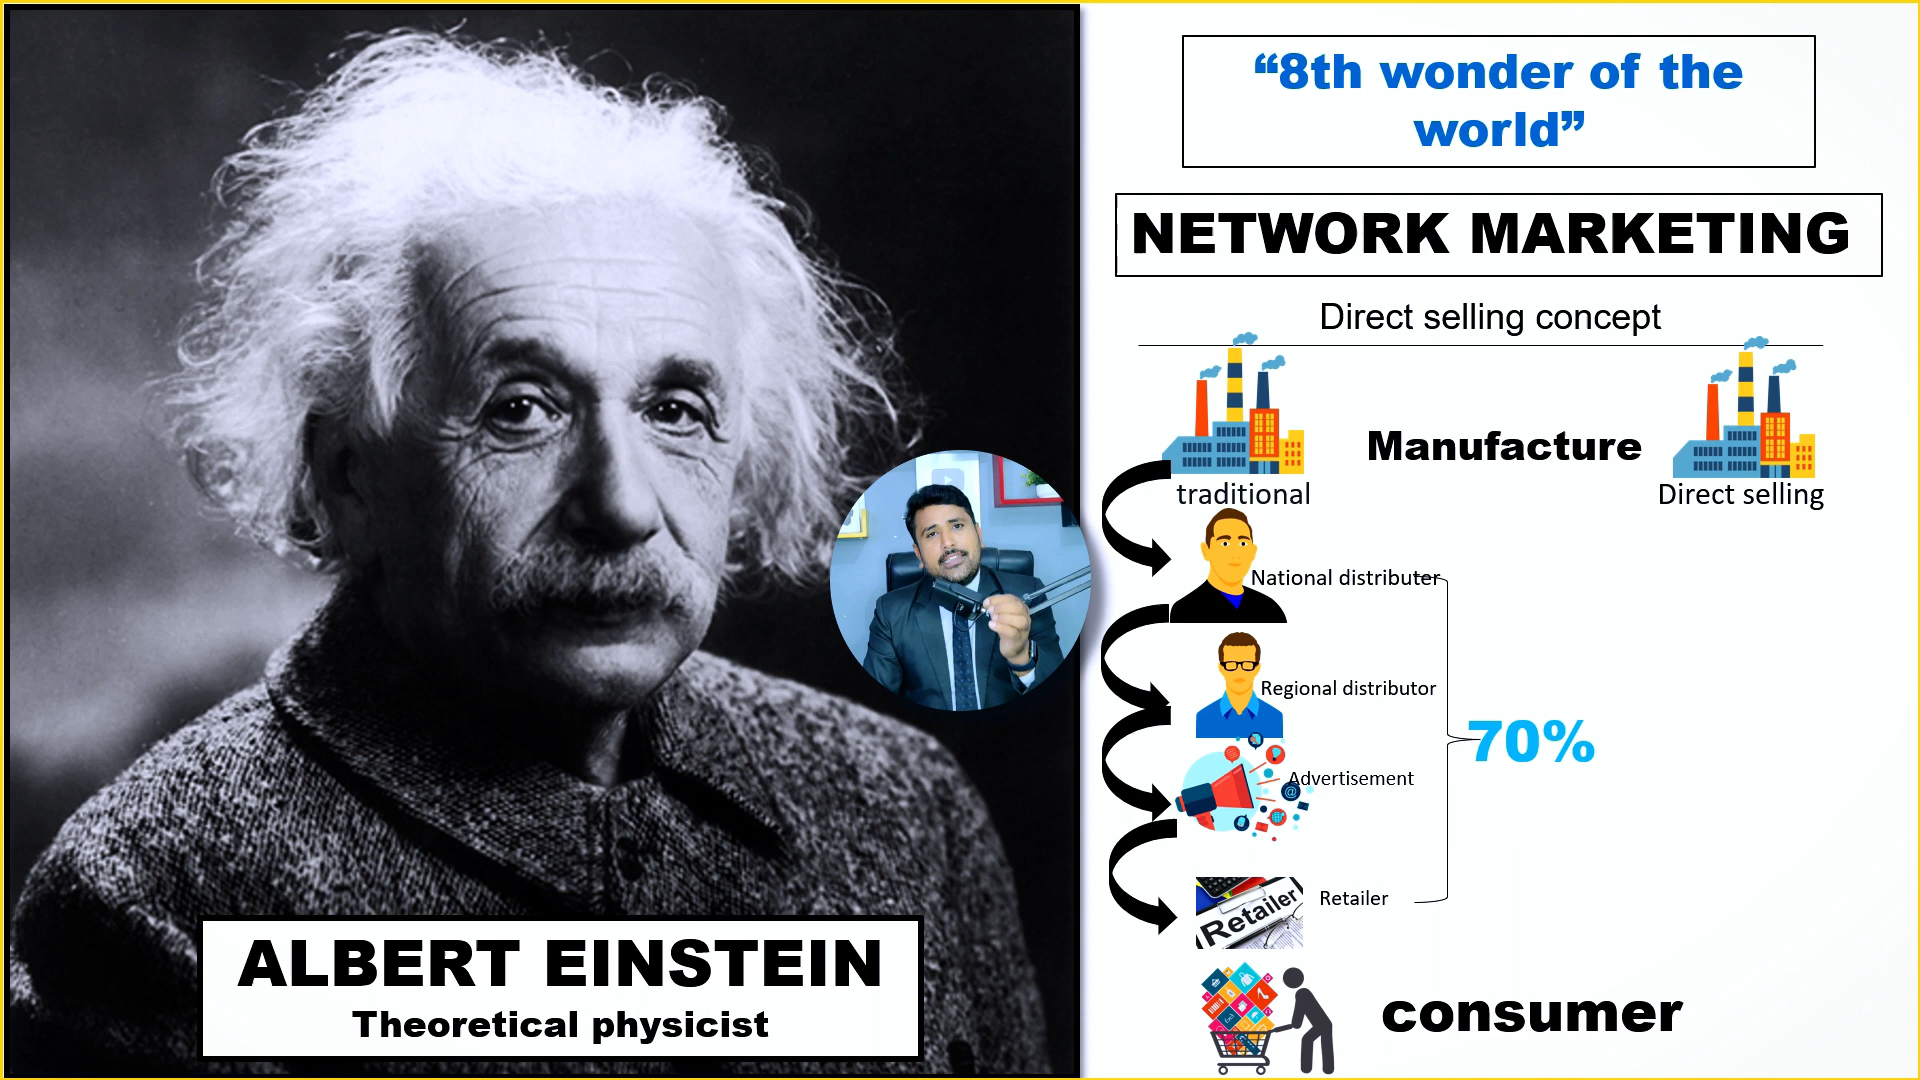 “8th wonder of the
world”
NETWORK MARKETING
Direct selling concept
Manufacture
traditional
Direct selling
National distributer
Regional distributor
70%
Advertisement
@
Retailer
Retailer
consumer
ALBERT EINSTEIN
Theoretical physicist